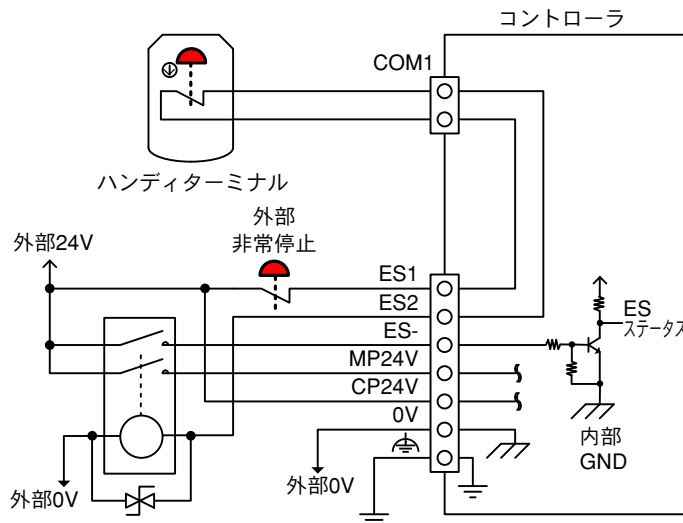 コントローラ
COM1
ハンディターミナル
外部
非常停止
外部24V
ES1
ES2
ES-
MP24V
CP24V
0V
ES
ステータス
内部
GND
外部0V
外部0V